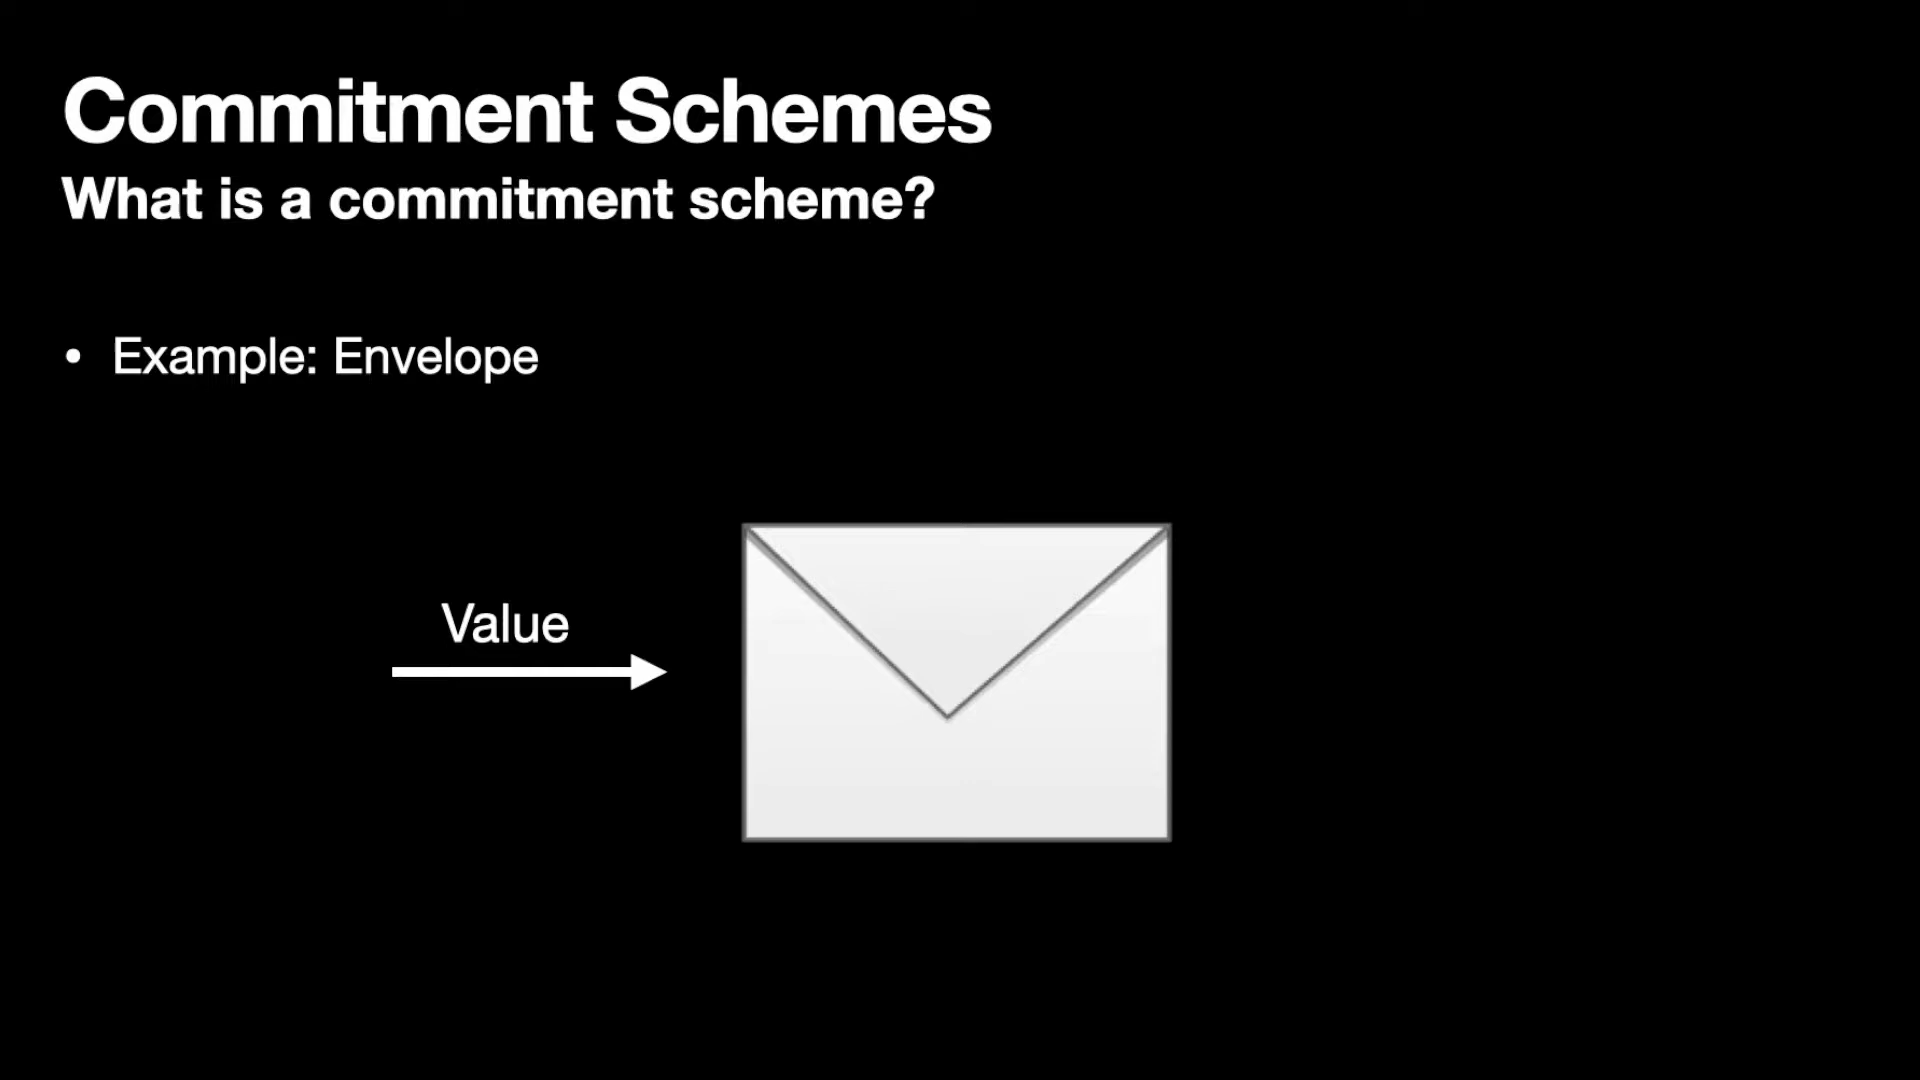 Commitment Schemes
What is a commitment scheme?
• Example: Envelope
Value